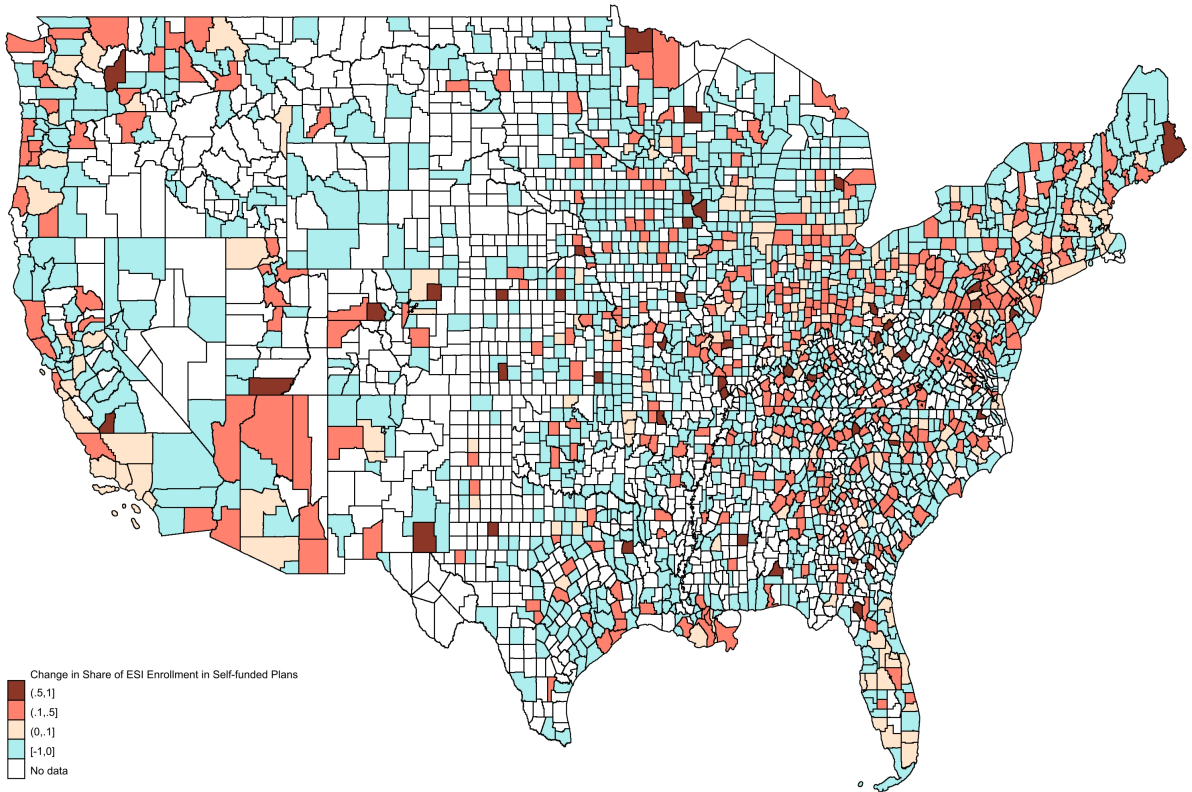 Change in Share of ESI Enrollment in Self-funded Plans
(.5,1]
(.1,.5]
(0,.1]
[-1,0]
No data